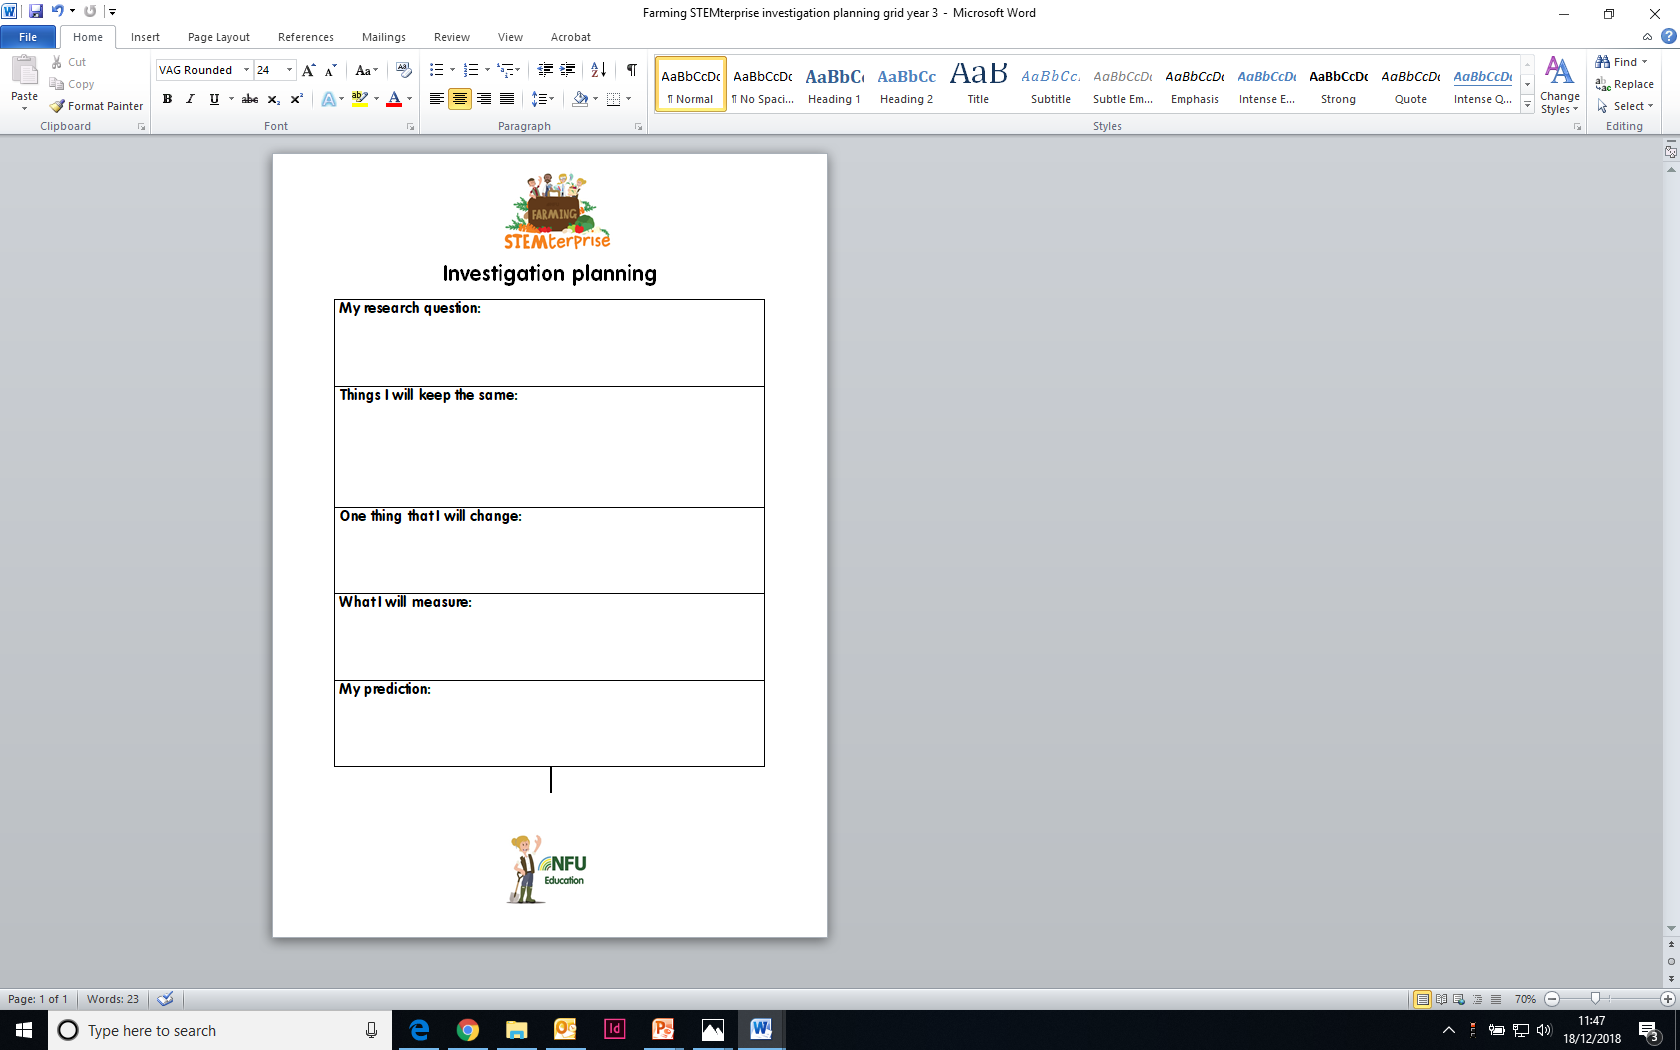 Farming STEMterprise investigation planning grid year 3 - Microsoft Word
File Home Insert Page Layout References Mailings Review View Acrobat
Paste
Cut
Copy
Format Painter
Clipboard
VAG Rounded 24
Font
Paragraph
AaBbCcDc AaBbCcDc AaBbCc AaBbCc AaB AaBbCc. AaBbCcDc AaBbCcDc AaBbCcDc AaBbCcDc AaBbCcDc AaBbCcDc
¶ Normal ¶ No Spaci... Heading 1 Heading 2 Title Subtitle Subtle Em... Emphasis Intense E... Strong Quote Intense Q...
Styles
Change
Styles
Find
Replace
Select
Editing
FARMING
STEMterprise
Investigation planning
My research question:
Things I will keep the same:
One thing that I will change:
What I will measure:
My prediction:
NFU
Education
Page: 1 of 1 Words: 23
70%
Type here to search
11:47
18/12/2018
3